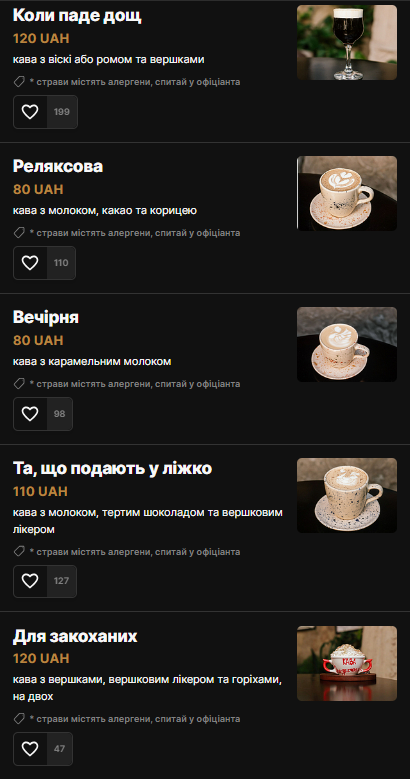 Коли паде дощ
120 UAH
кава з віскі або ромом та вершками
* страви містять алергени, спитай у офіціанта
199
Реляксова
80 UAH
кава з молоком, какао та корицею
* страви містять алергени, спитай у офіціанта
110
Вечірня
80 UAH
кава з карамельним молоком
* страви містять алергени, спитай у офіціанта
98
Та, що подають у ліжко
110 UAH
кава з молоком, тертим шоколадом та вершковим
лікером
* страви містять алергени, спитай у офіціанта
127
Для закоханих
120 UAH
кава з вершками, вершковим лікером та горіхами,
на двох
* страви містять алергени, спитай у офіціанта
47